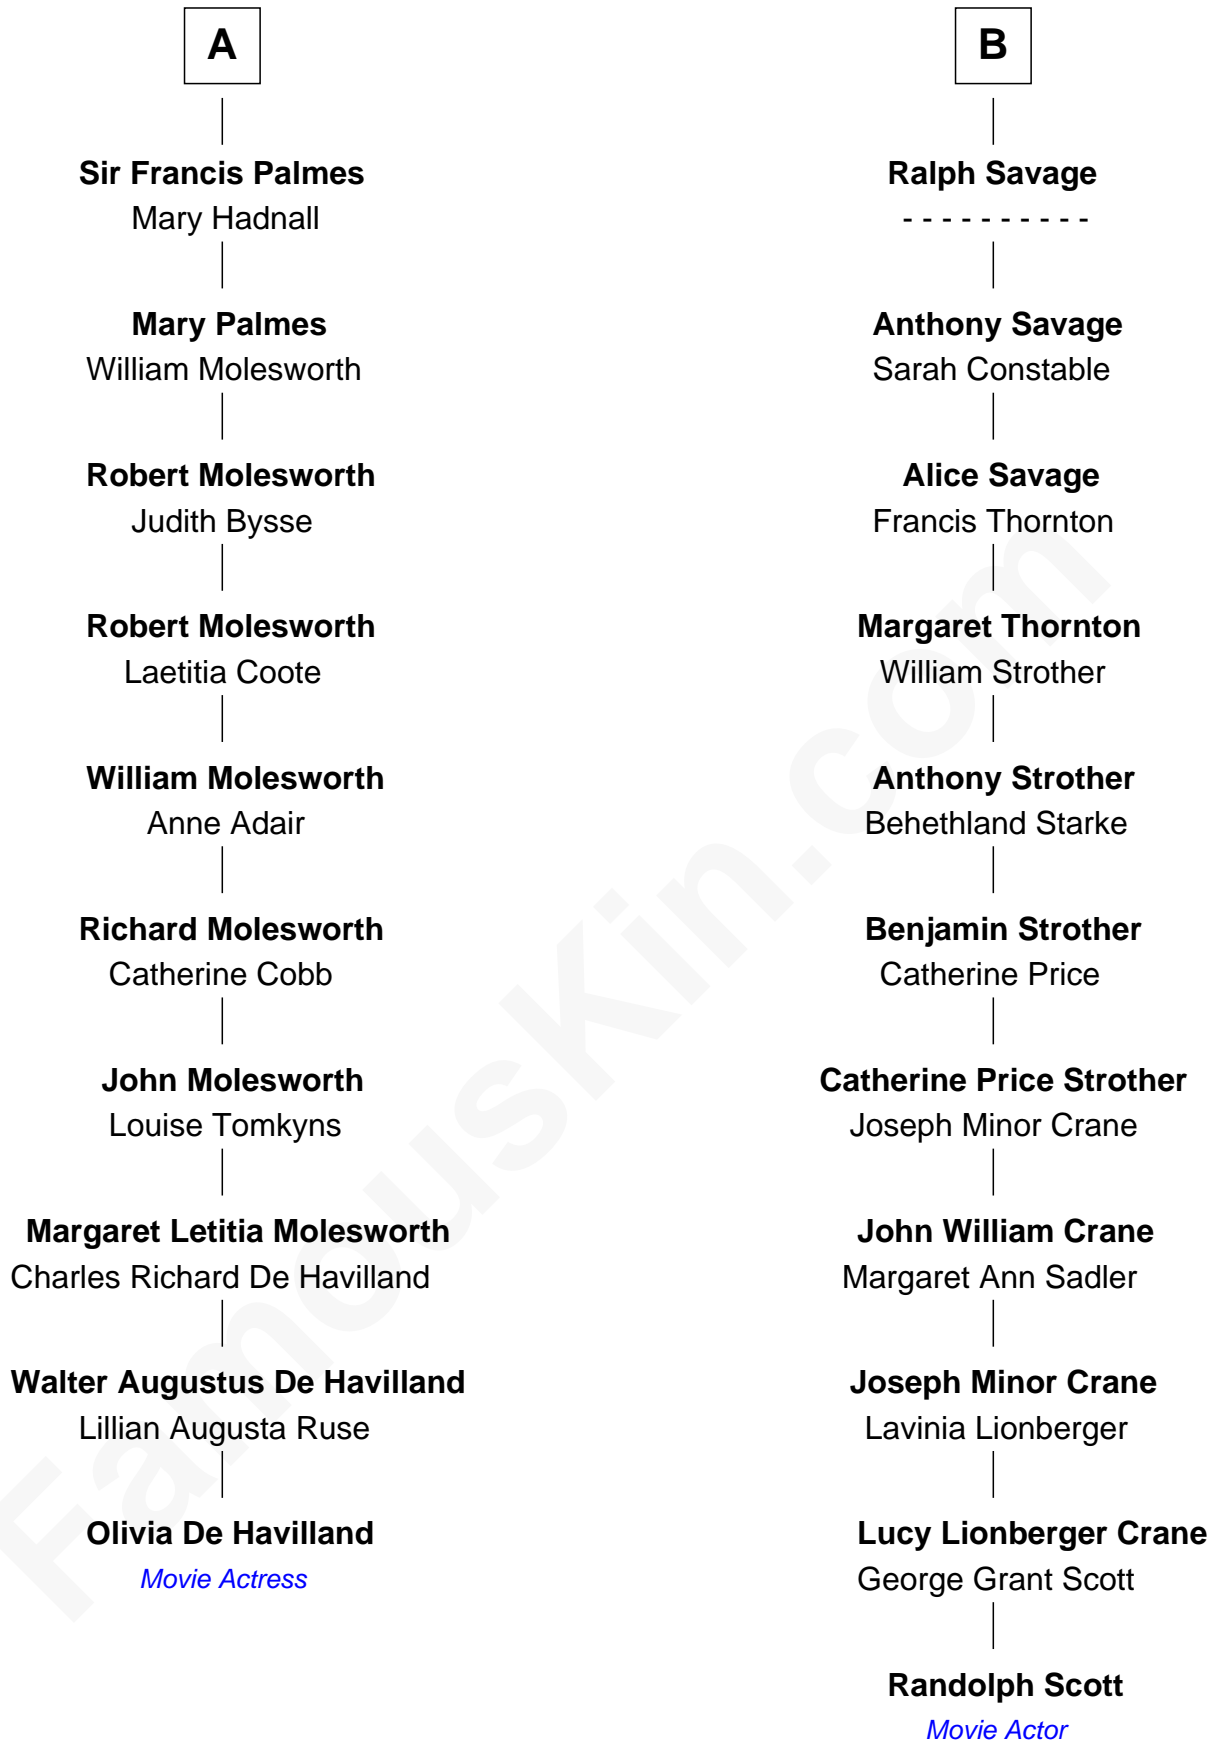 A
Sir Francis Palmes
Mary Hadnall
Mary Palmes
William Molesworth
Robert Molesworth
Judith Bysse
Robert Molesworth
Laetitia Coote
William Molesworth
Anne Adair
Richard Molesworth
Catherine Cobb
John Molesworth
Louise Tomkyns
Margaret Letitia Molesworth
Charles Richard De Havilland
Walter Augustus De Havilland
Lillian Augusta Ruse
Olivia De Havilland
Movie Actress
B
Ralph Savage
- - - - - - - - - -
Anthony Savage
Sarah Constable
Alice Savage
Francis Thornton
Margaret Thornton
William Strother
Anthony Strother
Behethland Starke
Benjamin Strother
Catherine Price
Catherine Price Strother
Joseph Minor Crane
John William Crane
Margaret Ann Sadler
Joseph Minor Crane
Lavinia Lionberger
Lucy Lionberger Crane
George Grant Scott
Randolph Scott
Movie Actor
FamousKin.com